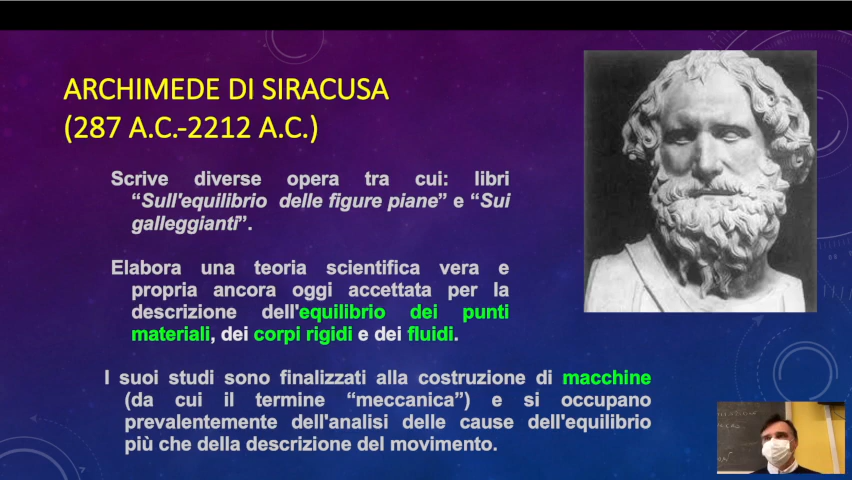 ARCHIMEDE DI SIRACUSA
(287 A.C.-2212 A.C.)
Scrive diverse opera tra cui: libri
“Sull'equilibrio delle figure piane” e “Sui
galleggianti”.
Elabora una teoria scientifica vera e
propria ancora oggi accettata per la
descrizione dell'equilibrio dei punti
materiali, dei corpi rigidi e dei fluidi.
I suoi studi sono finalizzati alla costruzione di macchine
(da cui il termine “meccanica”) e si occupano
prevalentemente dell'analisi delle cause dell'equilibrio
più che della descrizione del movimento.